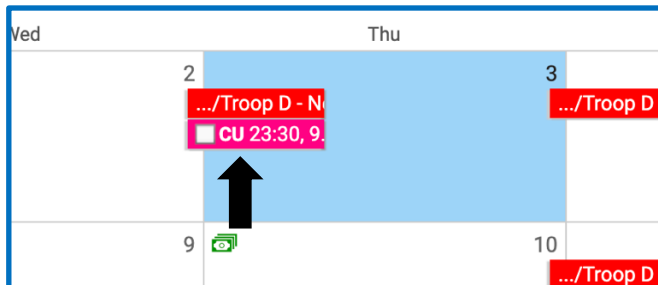 Wed Thu
2 3
.../Troop D - N .../Troop D
CU 23:30, 9.
9 10
.../Troop D